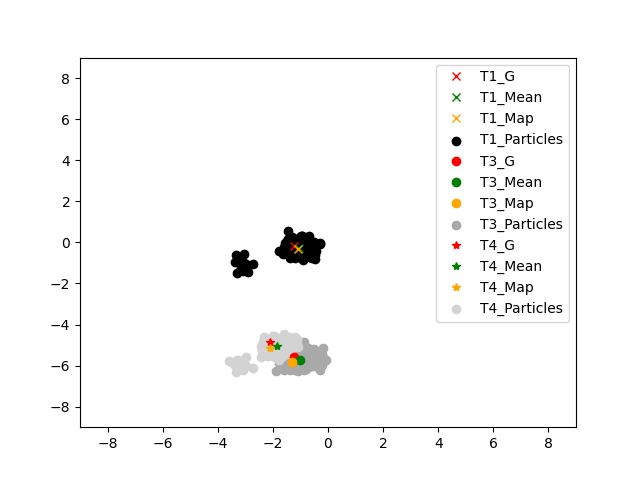 8
6
4
2
0
−2
−4
−6
−8
−8
−6
−4
−2
0
2
4
6
8
T1_G
T1_Mean
T1_Map
T1_Particles
T3_G
T3_Mean
T3_Map
T3_Particles
T4_G
T4_Mean
T4_Map
T4_Particles